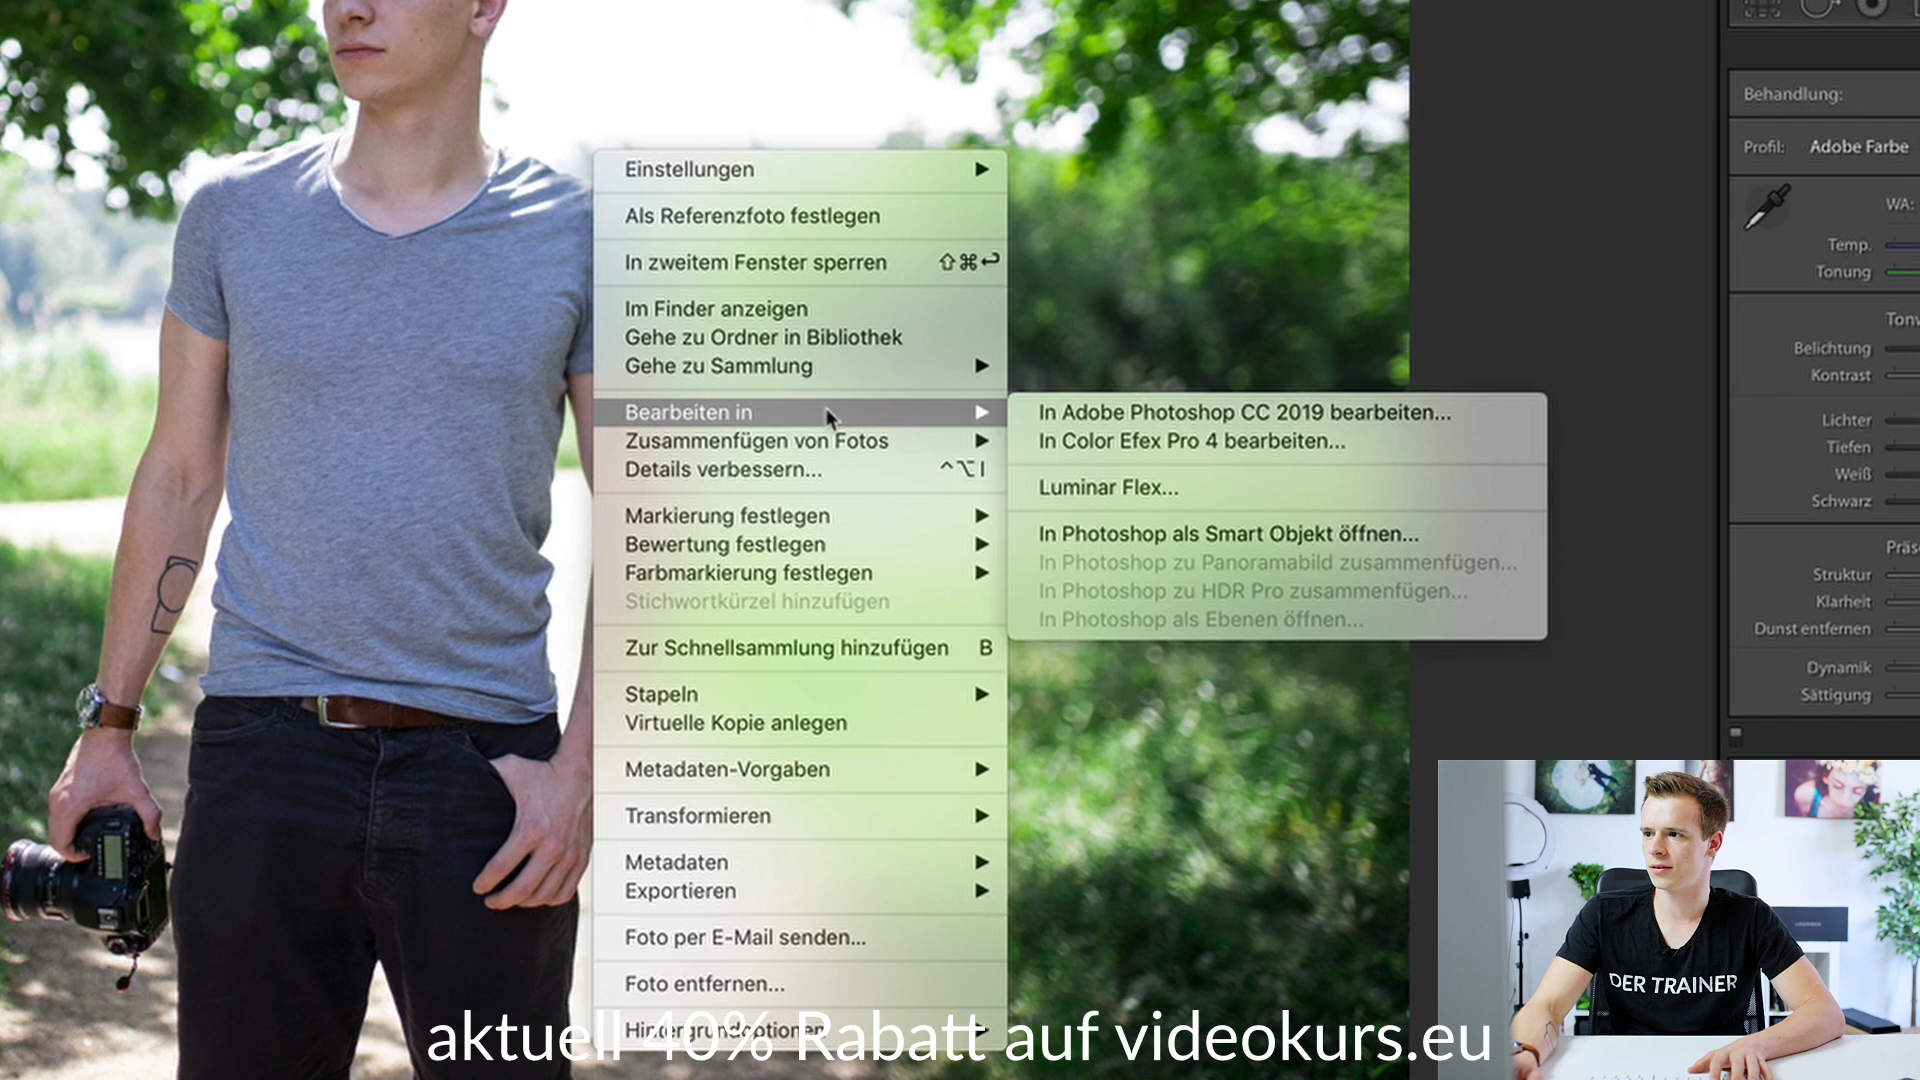 Einstellungen
Als Referenzfoto festlegen
In zweitem Fenster sperren ⇧⌘↩
Im Finder anzeigen
Gehe zu Ordner in Bibliothek
Gehe zu Sammlung
Bearbeiten in
Zusammenfügen von Fotos
Details verbessern... ^⌥I
Markierung festlegen
Bewertung festlegen
Farbmarkierung festlegen
Stichwortkürzel hinzufügen
Zur Schnellsammlung hinzufügen B
Stapeln
Virtuelle Kopie anlegen
Metadaten-Vorgaben
Transformieren
Metadaten
Exportieren
Foto per E-Mail senden...
Foto entfernen...
Hintergrundoptionen
In Adobe Photoshop CC 2019 bearbeiten...
In Color Efex Pro 4 bearbeiten...
Luminar Flex...
In Photoshop als Smart Objekt öffnen...
In Photoshop zu Panoramabild zusammenfügen...
In Photoshop zu HDR Pro zusammenfügen...
In Photoshop als Ebenen öffnen...
Behandlung:
Profil: Adobe Farbe
WA:
Temp.
Tonung
Belichtung
Kontrast
Lichter
Tiefen
Weiß
Schwarz
Struktur
Klarheit
Dunst entfernen
Dynamik
Sättigung
DER TRAINER
aktuell 40% Rabatt auf videokurs.eu